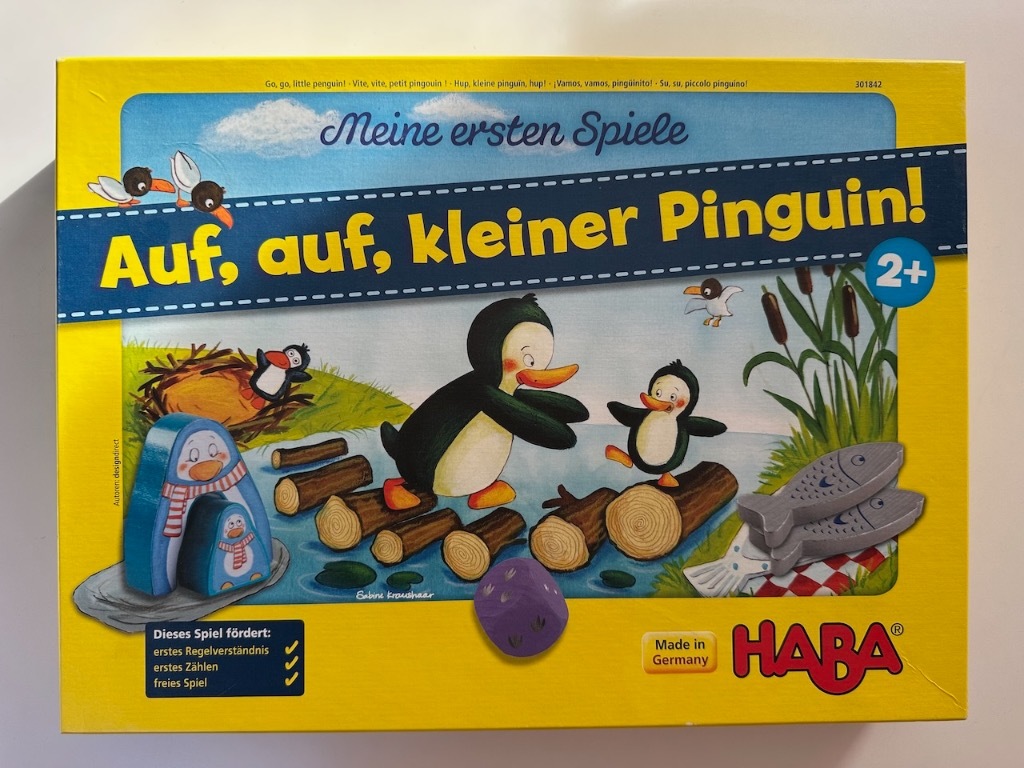 Go, go, little penguin! · Vite, vite, petit pingouin ! · Hup, kleine pinguïn, hup! · ¡Vamos, vamos, pingüinito! · Su, su, piccolo pinguino!
301842
Meine ersten Spiele
Auf, auf, kleiner Pinguin!
2+
Autoren: designdirect
Sabine Kraushaar
Dieses Spiel fördert:
erstes Regelverständnis
erstes Zählen
freies Spiel
Made in
Germany
HABA®